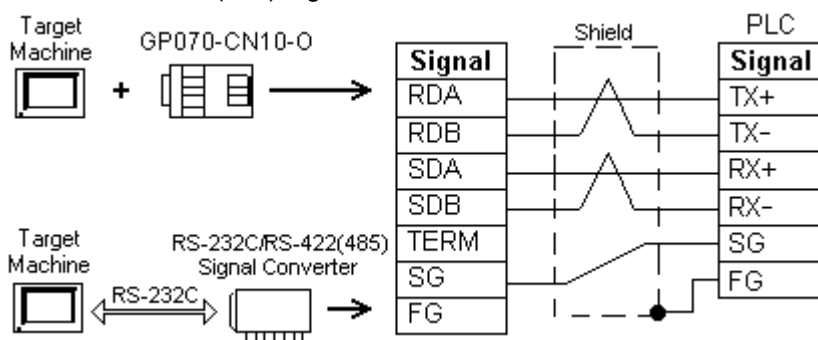 Target
Machine
+
GP070-CN10-O
Signal
RDA
RDB
SDA
SDB
TERM
SG
FG
Shield
PLC
Signal
TX+
TX-
RX+
RX-
SG
FG
Target
Machine
RS-232C
RS-232C/RS-422(485)
Signal Converter